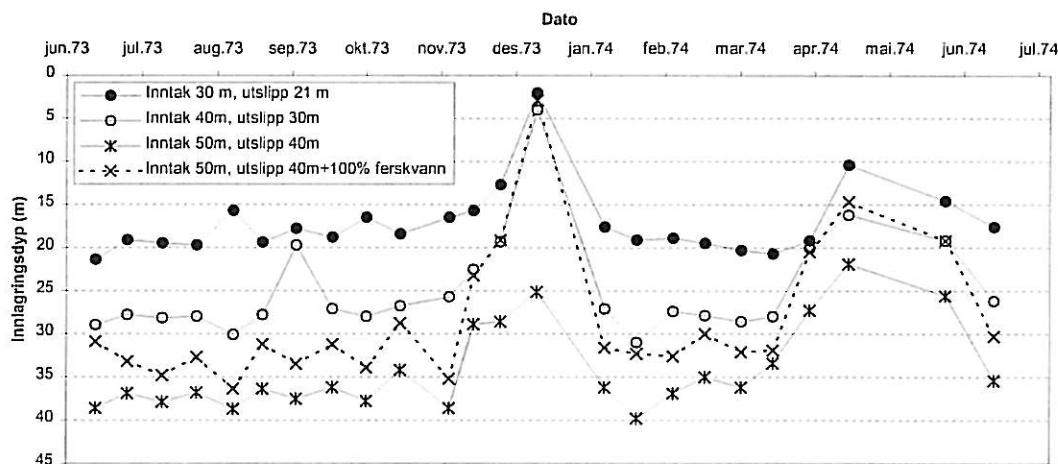 Dato
jun.73 jul.73 aug.73 sep.73 okt.73 nov.73 des.73 jan.74 feb.74 mar.74 apr.74 mai.74 jun.74 jul.74
Innlagringsdyp (m)
0
5
10
15
20
25
30
35
40
45
Inntak 30 m, utslipp 21 m
Inntak 40m, utslipp 30m
Inntak 50m, utslipp 40m
Inntak 50m, utslipp 40m+100% ferskvann